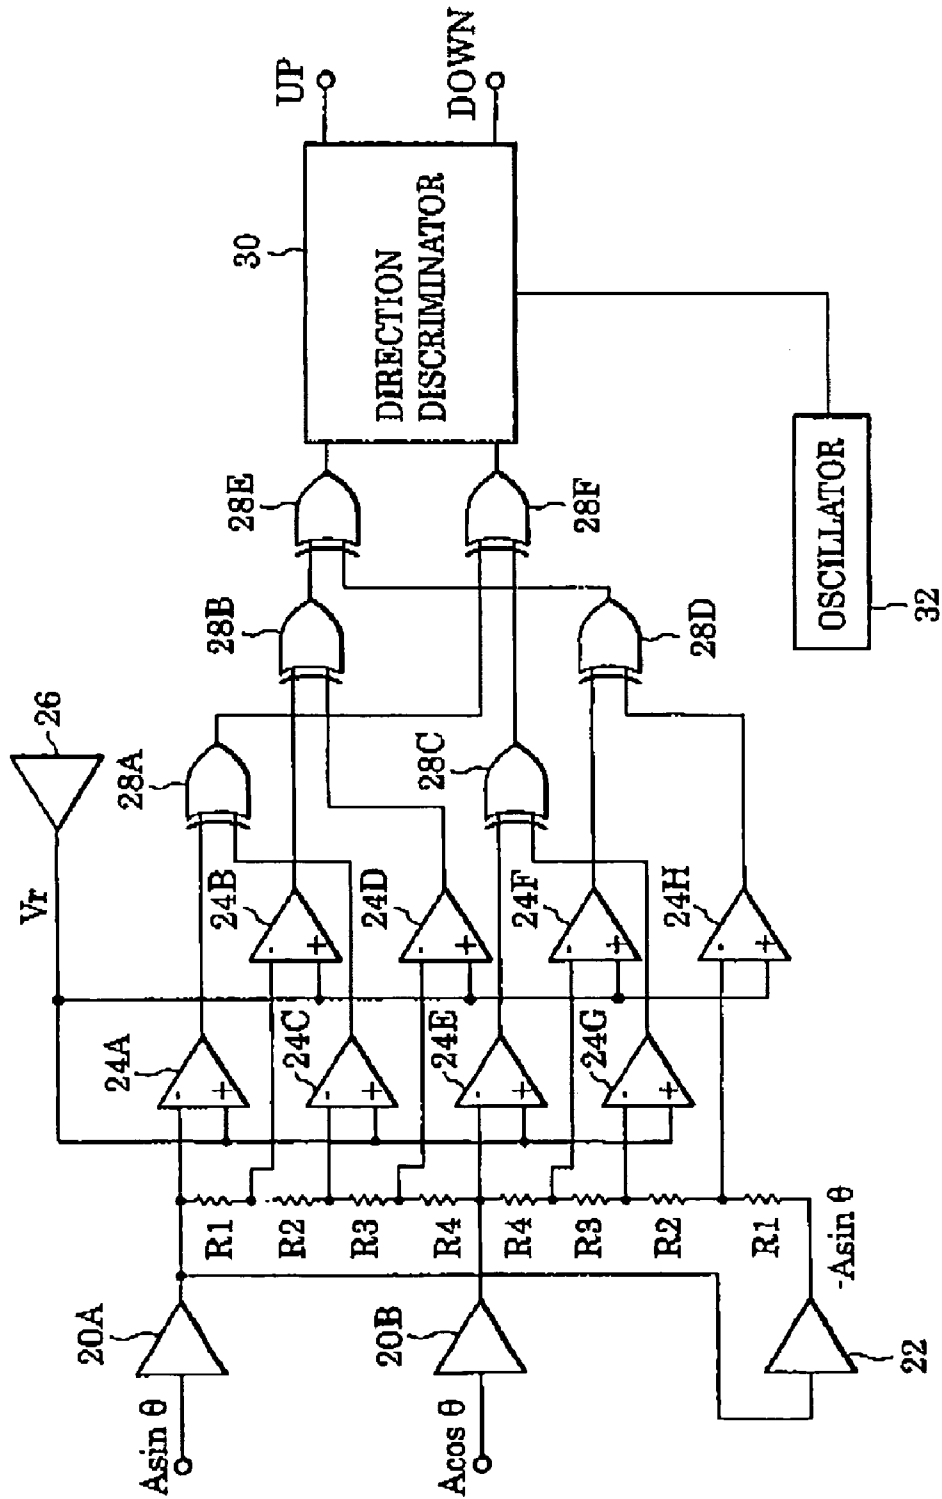 Asin θ
Acos θ
20A
20B
22
-Asin θ
R1
R2
R3
R4
R4
R3
R2
R1
Vr
26
24A
-
+
24B
-
+
24C
-
+
24D
-
+
24E
-
+
24F
-
+
24G
-
+
24H
-
+
28A
28B
28C
28D
28E
28F
30
DIRECTION
DISCRIMINATOR
UP
DOWN
OSCILLATOR
32